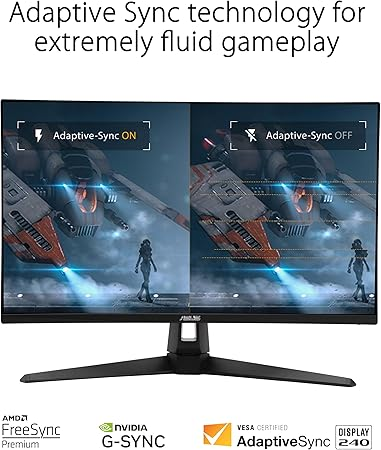 Adaptive Sync technology for
extremely fluid gameplay
Adaptive-Sync ON
Adaptive-Sync OFF
AMD
FreeSync
Premium
NVIDIA
G-SYNC
VESA CERTIFIED
AdaptiveSync
DISPLAY
240